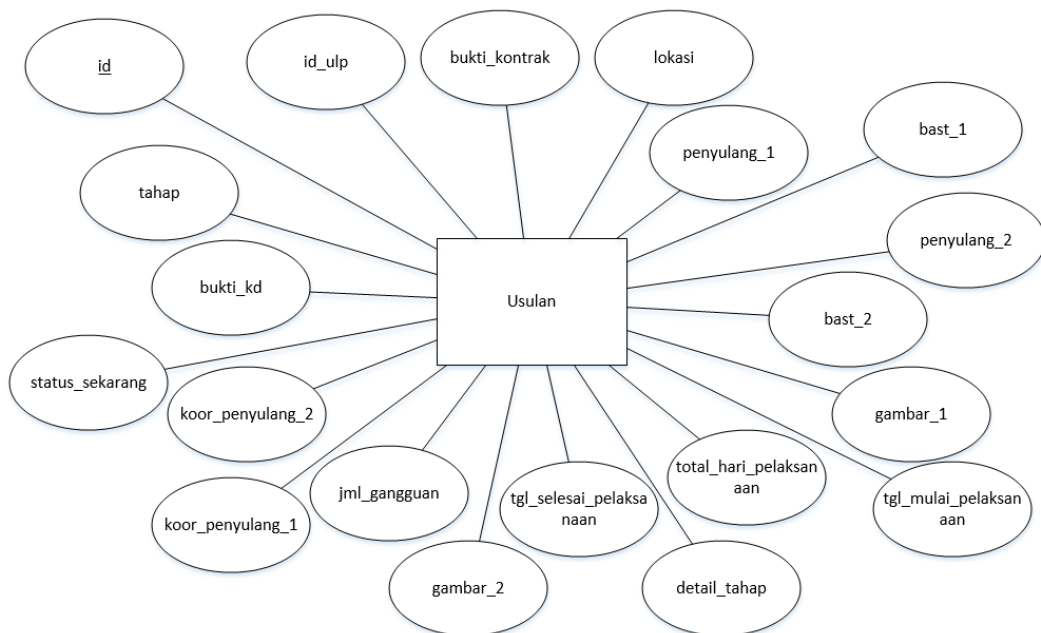 id
id_ulp
bukti_kontrak
lokasi
penyulang_1
bast_1
tahap
penyulang_2
bukti_kd
Usulan
bast_2
status_sekarang
koor_penyulang_2
gambar_1
jml_gangguan
total_hari_pelaksan
aan
koor_penyulang_1
tgl_selesai_pelaksa
naan
tgl_mulai_pelaksan
aan
gambar_2
detail_tahap